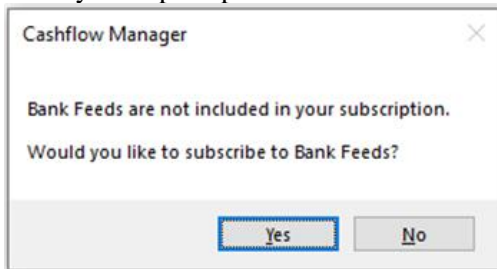 Cashflow Manager
Bank Feeds are not included in your subscription.
Would you like to subscribe to Bank Feeds?
Yes No